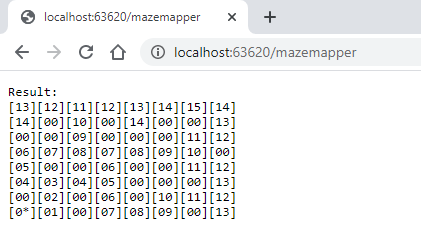 localhost:63620/mazemapper
localhost:63620/mazemapper
Result:
[13][12][11][12][13][14][15][14]
[14][00][10][00][14][00][00][13]
[00][00][09][00][00][00][11][12]
[06][07][08][07][08][09][10][00]
[05][00][00][06][00][00][11][12]
[04][03][04][05][00][00][00][13]
[00][02][00][06][00][10][11][12]
[0*][01][00][07][08][09][00][13]